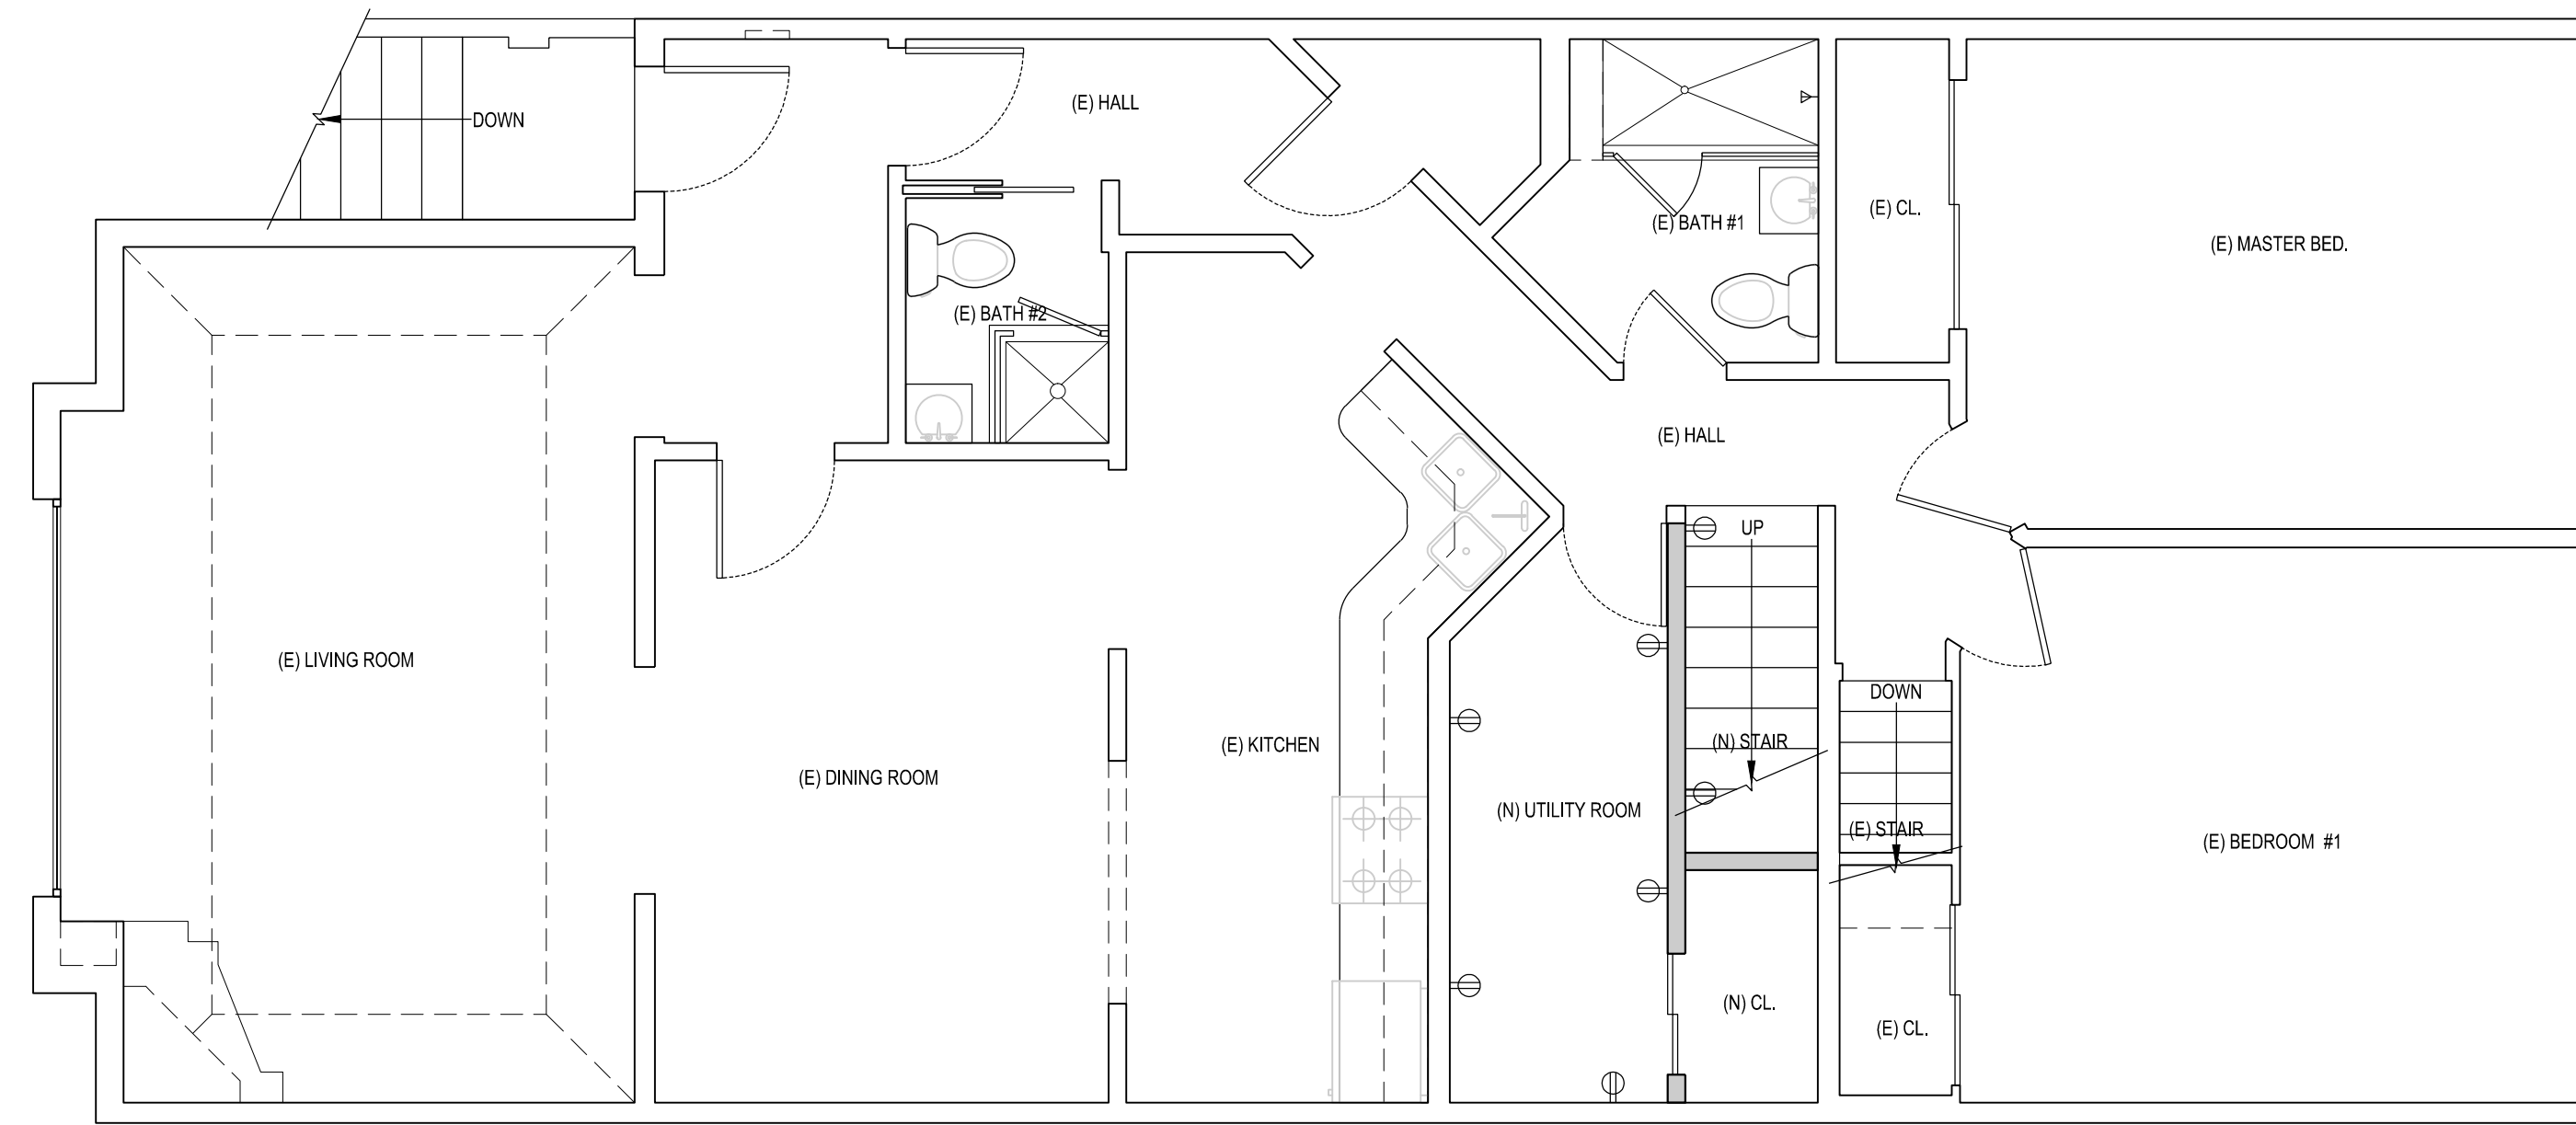 (E) HALL
DOWN
(E) CL.
(E) BATH #1
(E) MASTER BED.
(E) BATH #2
(E) HALL
UP
(E) LIVING ROOM
DOWN
(N) STAIR
(E) KITCHEN
(E) DINING ROOM
(N) UTILITY ROOM
(E) STAIR
(E) BEDROOM #1
(N) CL.
(E) CL.